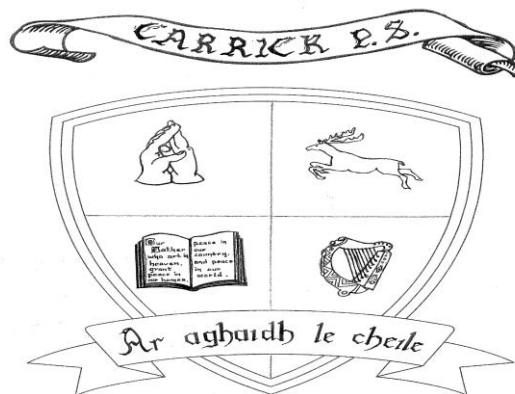 CARRICK P.S.
Our
Father
who art in
heaven,
grant
peace in
our homes,
peace in
our
country,
and peace
in our
world.
Ar aghaidh le cheile